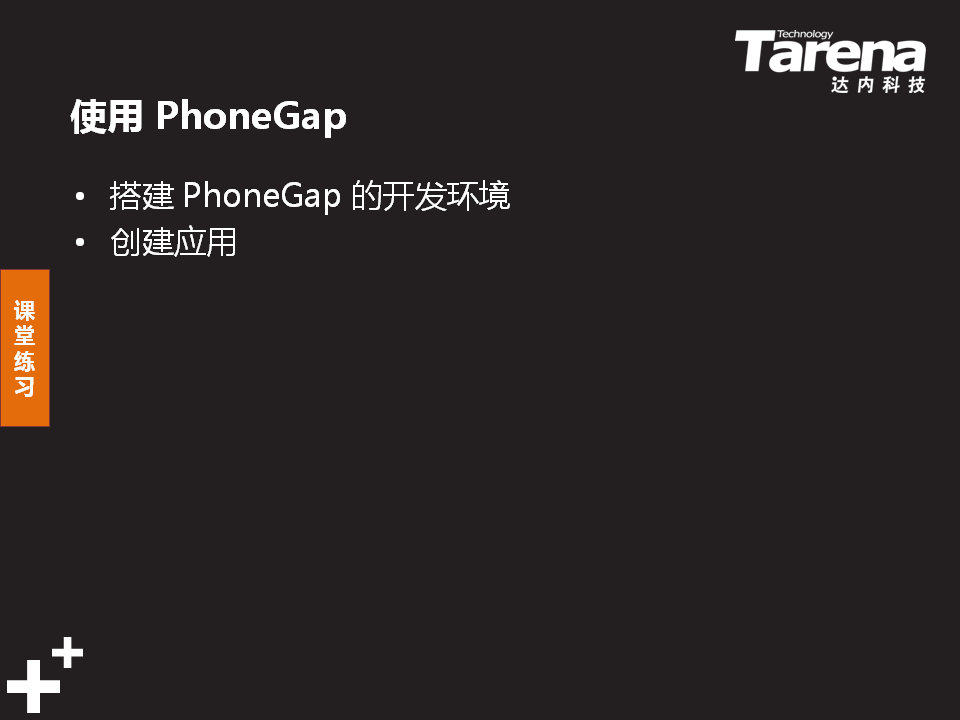 Technology
Tarena
达内科技
使用 PhoneGap
• 搭建 PhoneGap 的开发环境
• 创建应用
课
堂
练
习